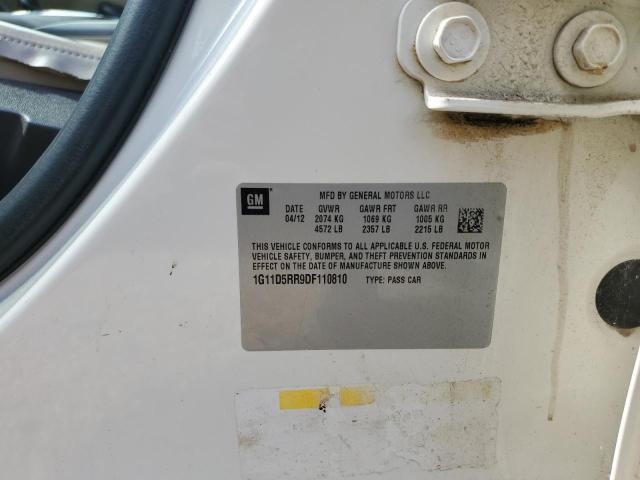 GM
MFD BY GENERAL MOTORS LLC
DATE GVWR GAWR FRT GAWR RR
04/12 2074 KG 1069 KG 1005 KG
4572 LB 2357 LB 2215 LB
THIS VEHICLE CONFORMS TO ALL APPLICABLE U.S. FEDERAL MOTOR
VEHICLE SAFETY, BUMPER, AND THEFT PREVENTION STANDARDS IN
EFFECT ON THE DATE OF MANUFACTURE SHOWN ABOVE.
1G11D5RR9DF110810 TYPE: PASS CAR